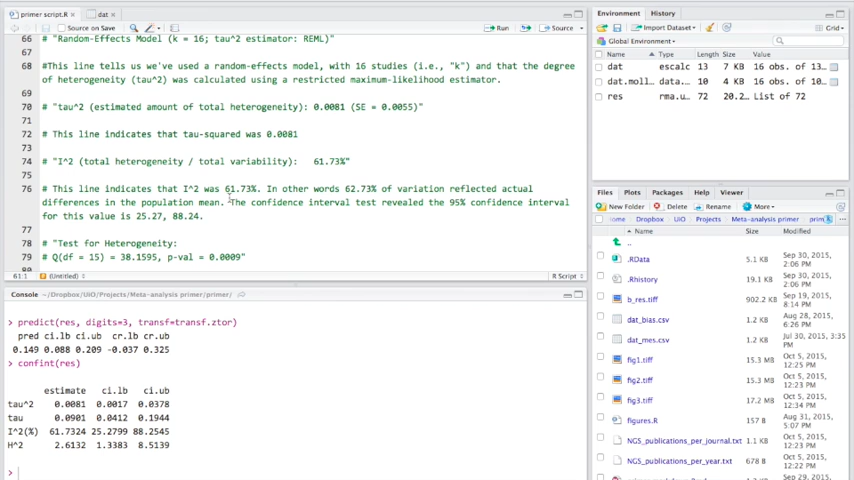 primer script.R
dat
Source on Save
Run
Source
66 # "Random-Effects Model (k = 16; tau^2 estimator: REML)"
67
68 #This line tells us we've used a random-effects model, with 16 studies (i.e., "k") and that the degree
of heterogeneity (tau^2) was calculated using a restricted maximum-likelihood estimator.
69
70 # "tau^2 (estimated amount of total heterogeneity): 0.0081 (SE = 0.0055)"
71
72 # This line indicates that tau-squared was 0.0081
73
74 # "I^2 (total heterogeneity / total variability): 61.73%"
75
76 # This line indicates that I^2 was 61.73%. In other words 62.73% of variation reflected actual
differences in the population mean. The confidence interval test revealed the 95% confidence interval
for this value is 25.27, 88.24.
77
78 # "Test for Heterogeneity:
79 # Q(df = 15) = 38.1595, p-val = 0.0009"
61:1 (Untitled) R Script
Console ~/Dropbox/UiO/Projects/Meta-analysis primer/primer/
> predict(res, digits=3, transf=transf.ztor)
pred ci.lb ci.ub cr.lb cr.ub
0.149 0.088 0.209 -0.037 0.325
> confint(res)
estimate ci.lb ci.ub
tau^2 0.0081 0.0017 0.0378
tau 0.0901 0.0412 0.1944
I^2(%) 61.7324 25.2799 88.2545
H^2 2.6132 1.3383 8.5139
>
Environment History
Import Dataset Grid
Global Environment
Name Type Length Size Value
dat escalc 13 4 KB 16 obs. of 13…
dat.moll… data.… 10 4 KB 16 obs. of 10…
res rma.u… 72 20.2… List of 72
Files Plots Packages Help Viewer
New Folder Delete Rename More
Dropbox UiO Projects Meta-analysis primer
Name Size Modified
..
.RData 5.1 KB Sep 30, 2015, 2:06 PM
.Rhistory 19.1 KB Sep 30, 2015, 2:06 PM
b_res.tiff 902.2 KB Sep 19, 2015, 8:14 PM
dat_bias.csv 1.2 KB Aug 28, 2015, 6:26 PM
dat_mes.csv 1.2 KB Jul 30, 2015, 3:35 PM
fig1.tiff 15.3 MB Oct 5, 2015, 12:23 PM
fig2.tiff 15.3 MB Oct 5, 2015, 12:23 PM
fig3.tiff 17.2 MB Oct 5, 2015, 12:34 PM
figures.R 157 B Aug 31, 2015, 5:07 PM
NGS_publications_per_journal.txt 1.1 KB Oct 5, 2015, 12:22 PM
NGS_publications_per_year.txt 678 B Oct 5, 2015, 12:22 PM